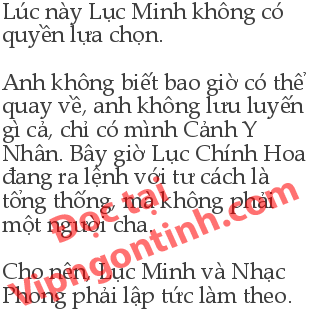 Lúc này Lục Minh không có
quyền lựa chọn.
Anh không biết bao giờ có thể
quay về, anh không lưu luyến
gì cả, chỉ có mình Cảnh Y
Nhân. Bây giờ Lục Chính Hoa
đang ra lệnh với tư cách là
tổng thống, mà không phải
một người cha.
Cho nên, Lục Minh và Nhạc
Phong phải lập tức làm theo.
Đọc tại
Vipngontinh.com